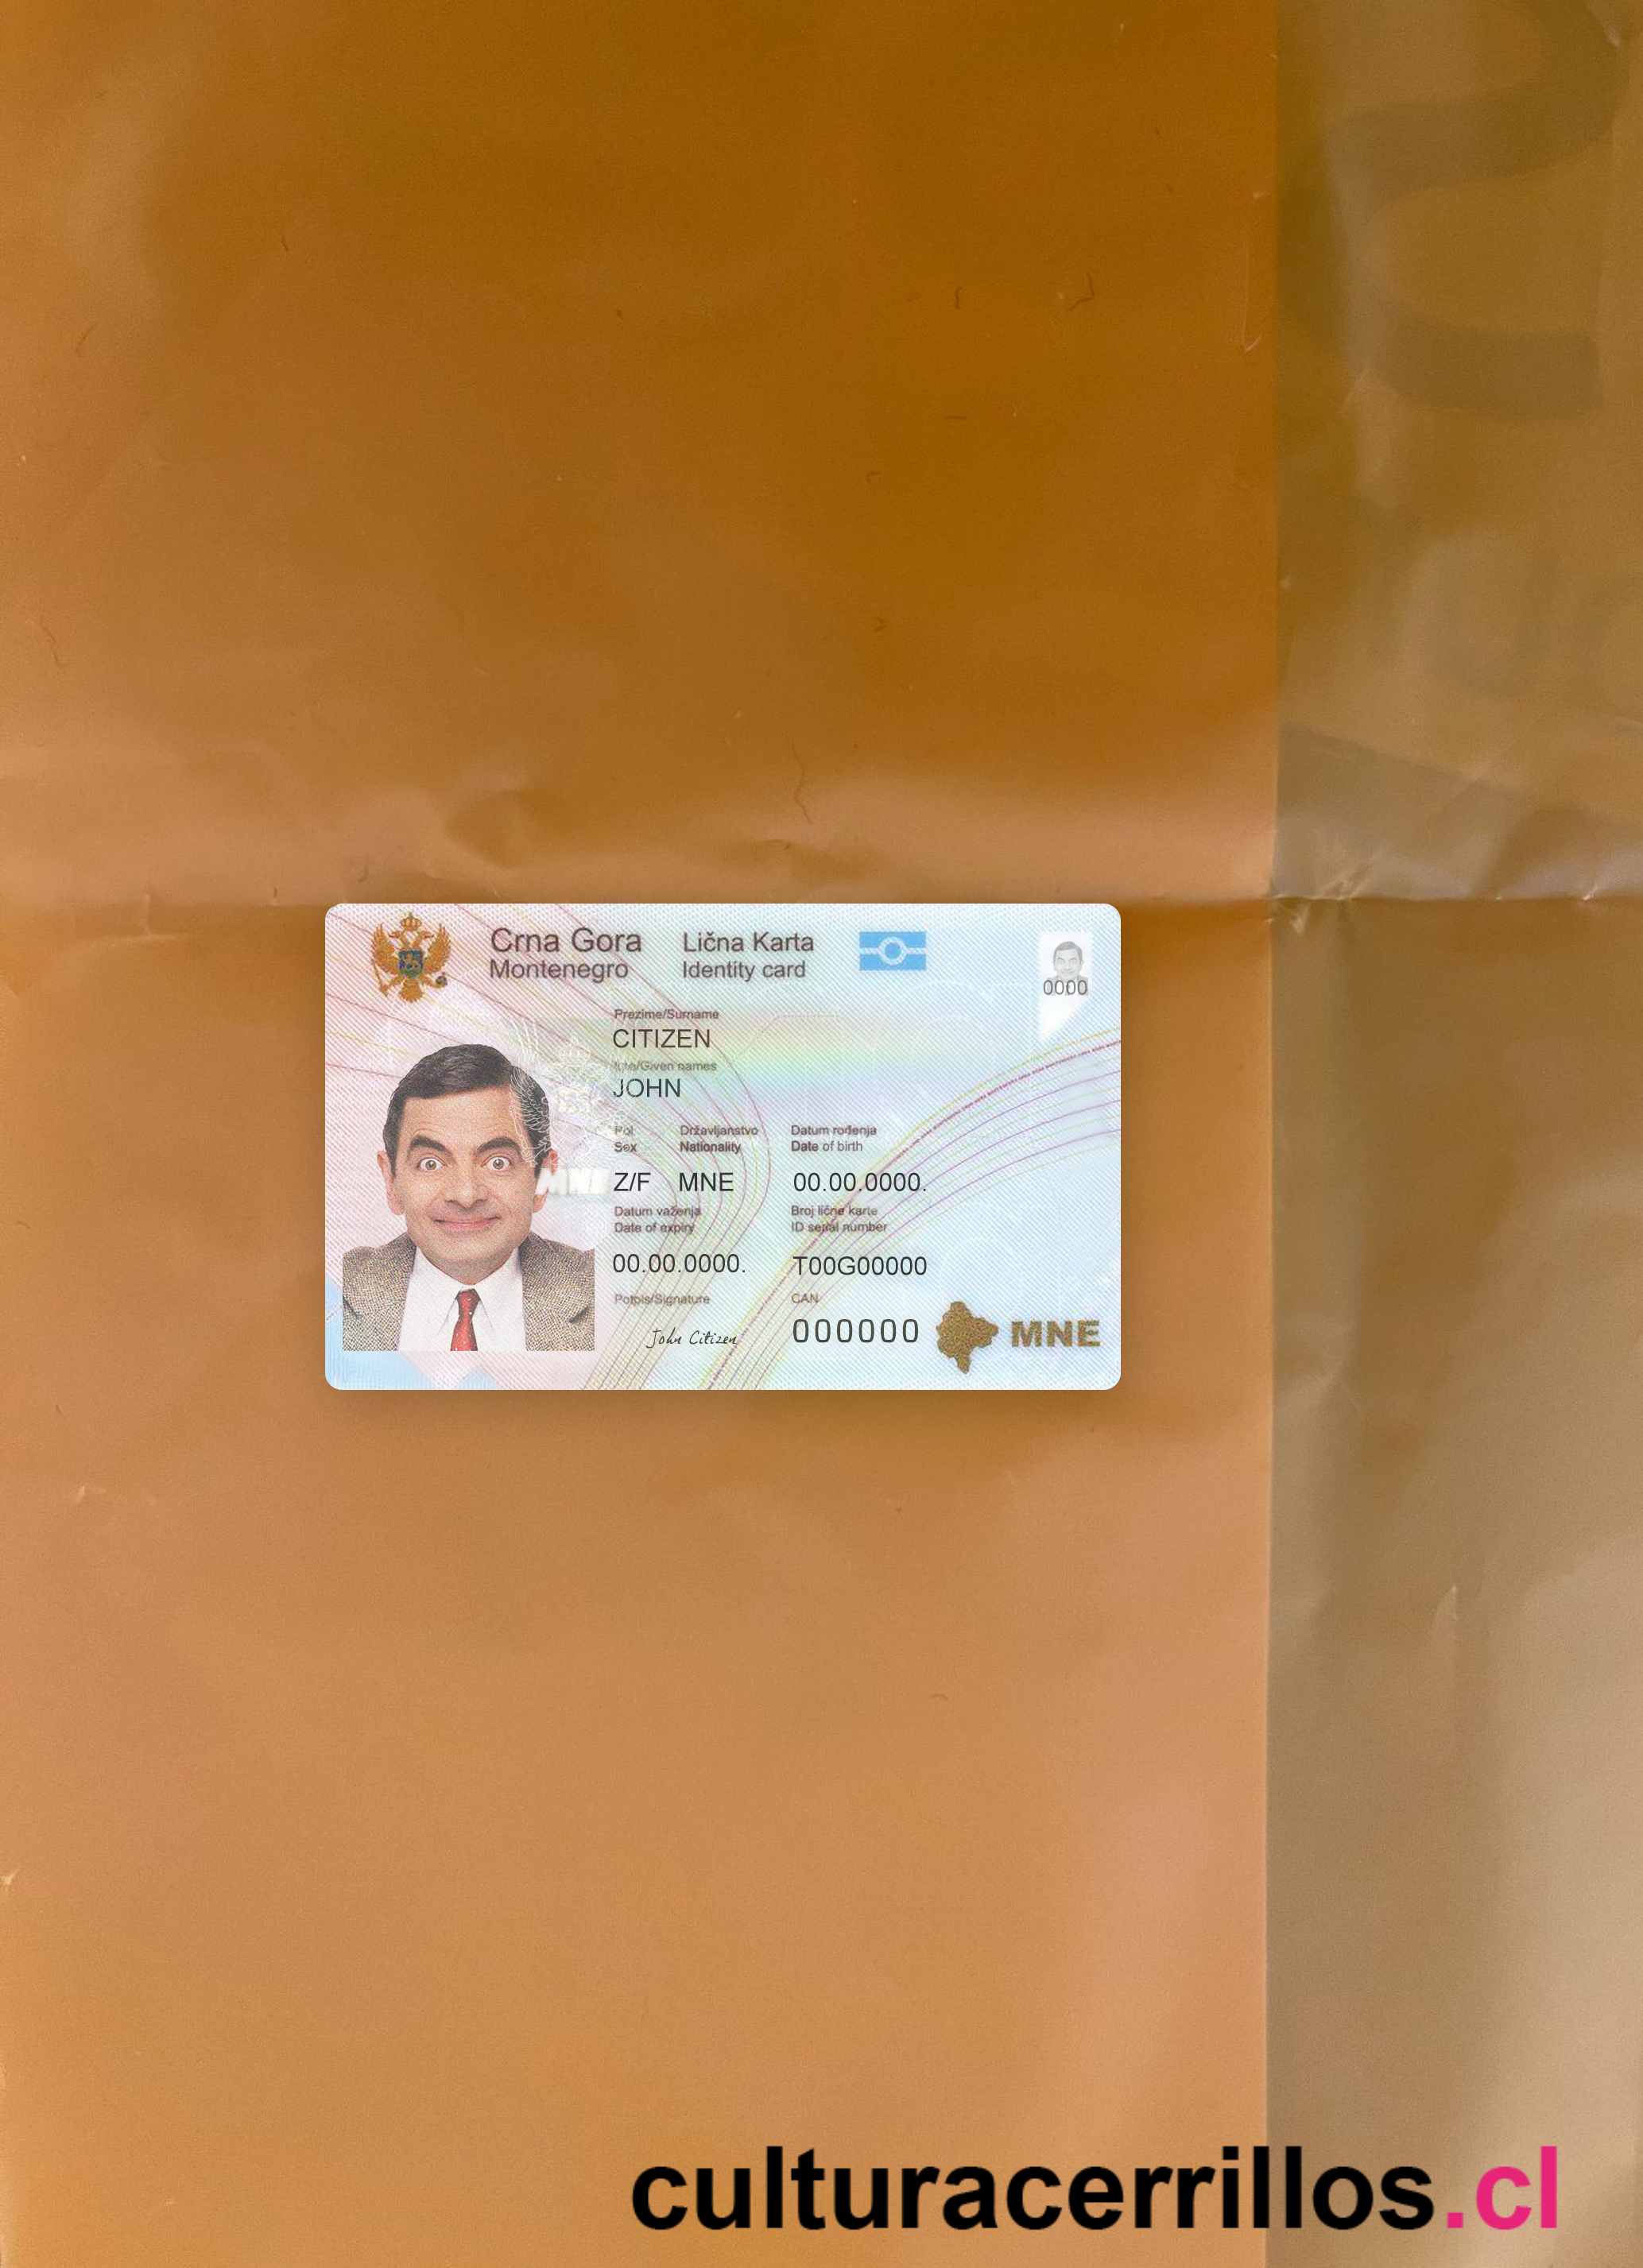 Crna Gora Lična Karta
Montenegro Identity card
0000
Prezime/Surname
CITIZEN
Ime/Given names
JOHN
Pol Državljanstvo Datum rođenja
Sex Nationality Date of birth
MNE
Z/F MNE 00.00.0000.
Datum važenja Broj lične karte
Date of expiry ID serial number
00.00.0000. T00G00000
Potpis/Signature CAN
John Citizen 000000 MNE
culturacerrillos.cl